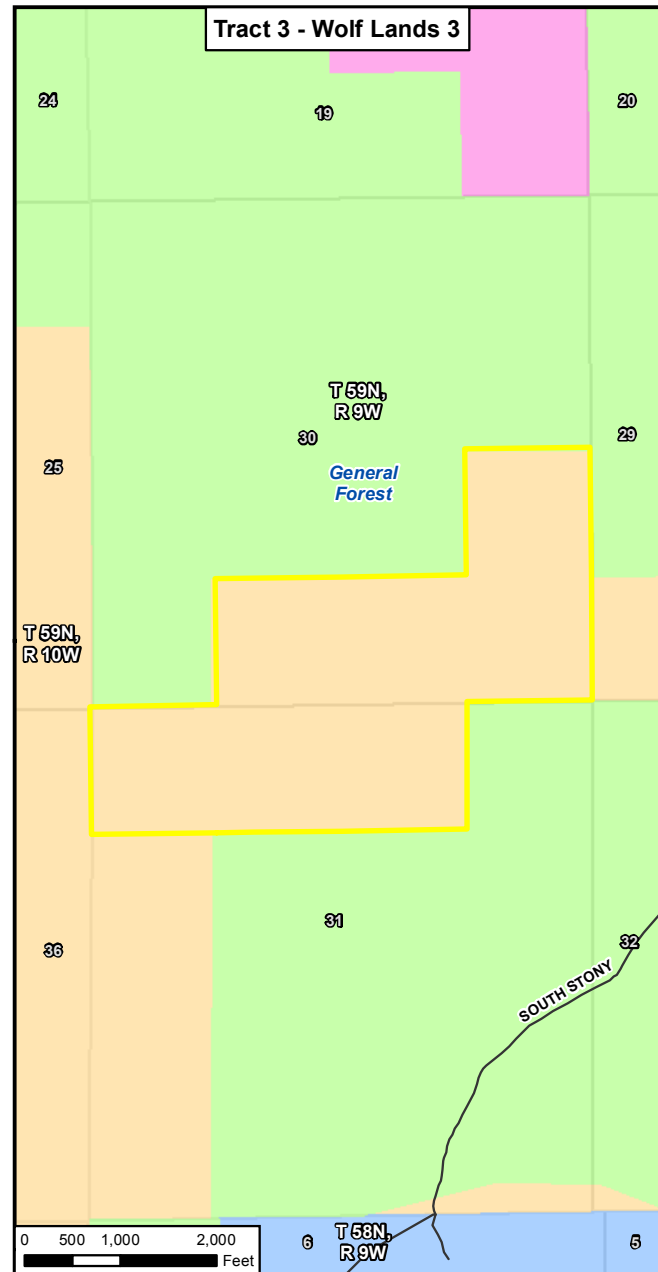 Tract 3 - Wolf Lands 3
24
19
20
T 59N,
R 9W
30
29
25
General
Forest
T 59N,
R 10W
31
36
32
SOUTH STONY
T 58N,
R 9W
6
5
0 500 1,000 2,000
Feet